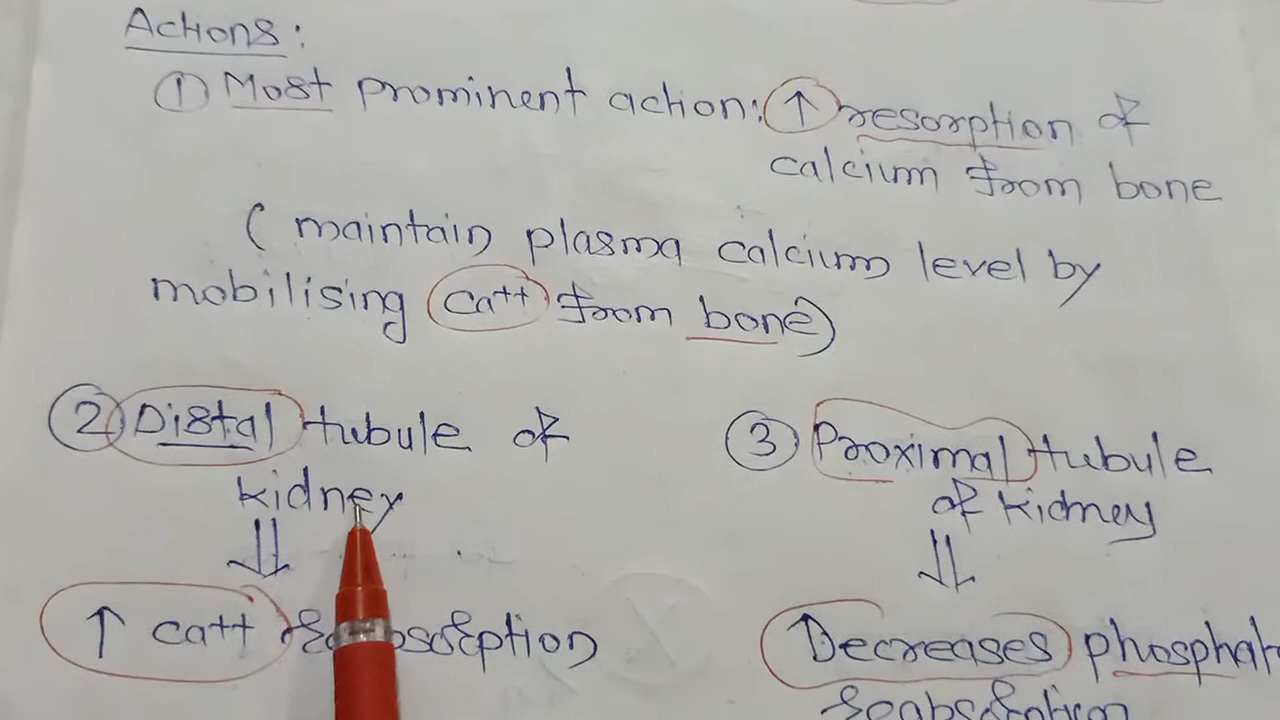 Actions:
① Most prominent action: ↑ resorption of
calcium from bone
( maintain plasma calcium level by
mobilising Ca++ from bone)
② Distal tubule of
kidney
⇓
↑ Ca++ reabsorption
③ Proximal tubule
of kidney
⇓
Decreases phosphat
reabsorption